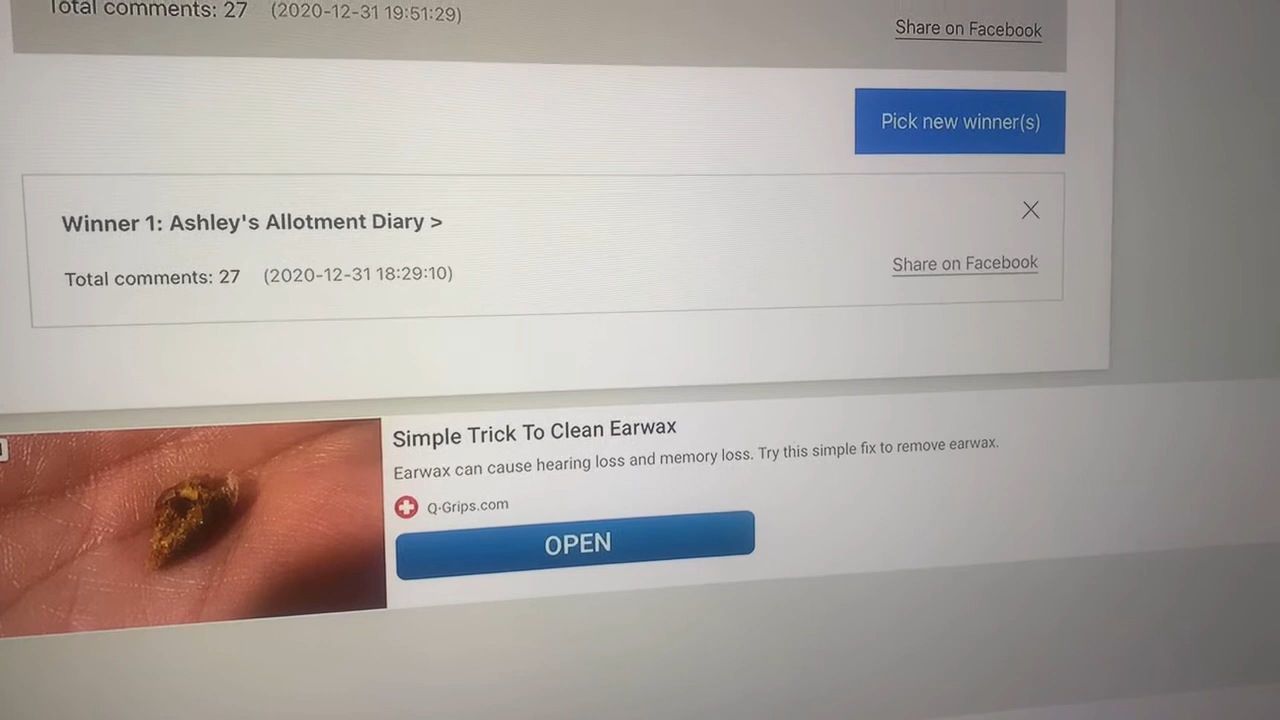 Total comments: 27 (2020-12-31 19:51:29)
Share on Facebook
Pick new winner(s)
Winner 1: Ashley's Allotment Diary >
Total comments: 27 (2020-12-31 18:29:10)
Share on Facebook
Simple Trick To Clean Earwax
Earwax can cause hearing loss and memory loss. Try this simple fix to remove earwax.
Q-Grips.com
OPEN